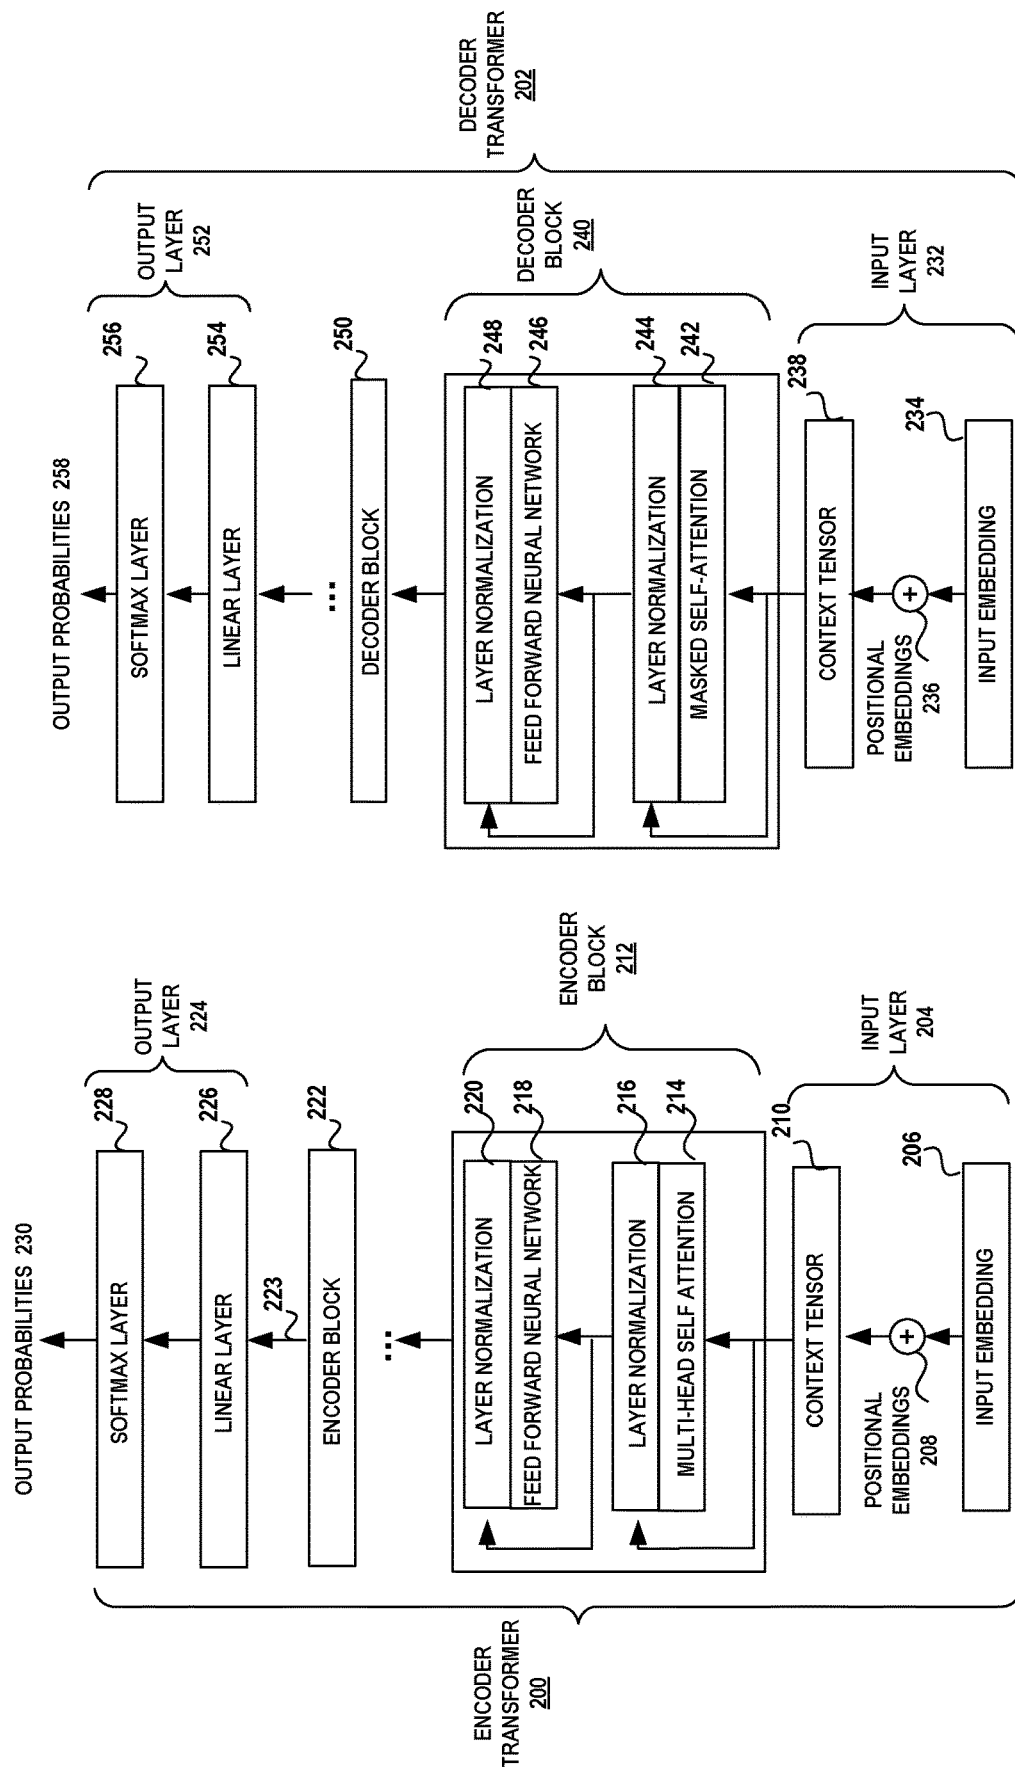 OUTPUT PROBABILITIES 230
SOFTMAX LAYER
228
OUTPUT
LAYER
224
LINEAR LAYER
226
223
ENCODER BLOCK
222
...
LAYER NORMALIZATION
220
FEED FORWARD NEURAL NETWORK
218
ENCODER
BLOCK
212
LAYER NORMALIZATION
216
MULTI-HEAD SELF ATTENTION
214
CONTEXT TENSOR
210
INPUT
LAYER
204
POSITIONAL
EMBEDDINGS
208
+
INPUT EMBEDDING
206
ENCODER
TRANSFORMER
200
OUTPUT PROBABILITIES 258
SOFTMAX LAYER
256
OUTPUT
LAYER
252
LINEAR LAYER
254
...
DECODER BLOCK
250
LAYER NORMALIZATION
248
FEED FORWARD NEURAL NETWORK
246
DECODER
BLOCK
240
LAYER NORMALIZATION
244
MASKED SELF-ATTENTION
242
CONTEXT TENSOR
238
INPUT
LAYER
232
POSITIONAL
EMBEDDINGS
236
+
INPUT EMBEDDING
234
DECODER
TRANSFORMER
202